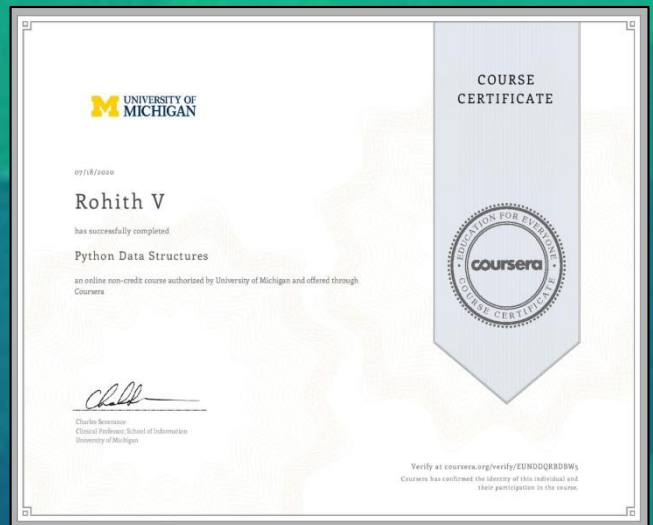 UNIVERSITY OF
MICHIGAN
COURSE
CERTIFICATE
07/18/2020
Rohith V
has successfully completed
Python Data Structures
an online non-credit course authorized by University of Michigan and offered through
Coursera
EDUCATION FOR EVERYONE
coursera
COURSE CERTIFICATE
Charles Severance
Clinical Professor, School of Information
University of Michigan
Verify at coursera.org/verify/EUNDDQRBDBW5
Coursera has confirmed the identity of this individual and
their participation in the course.